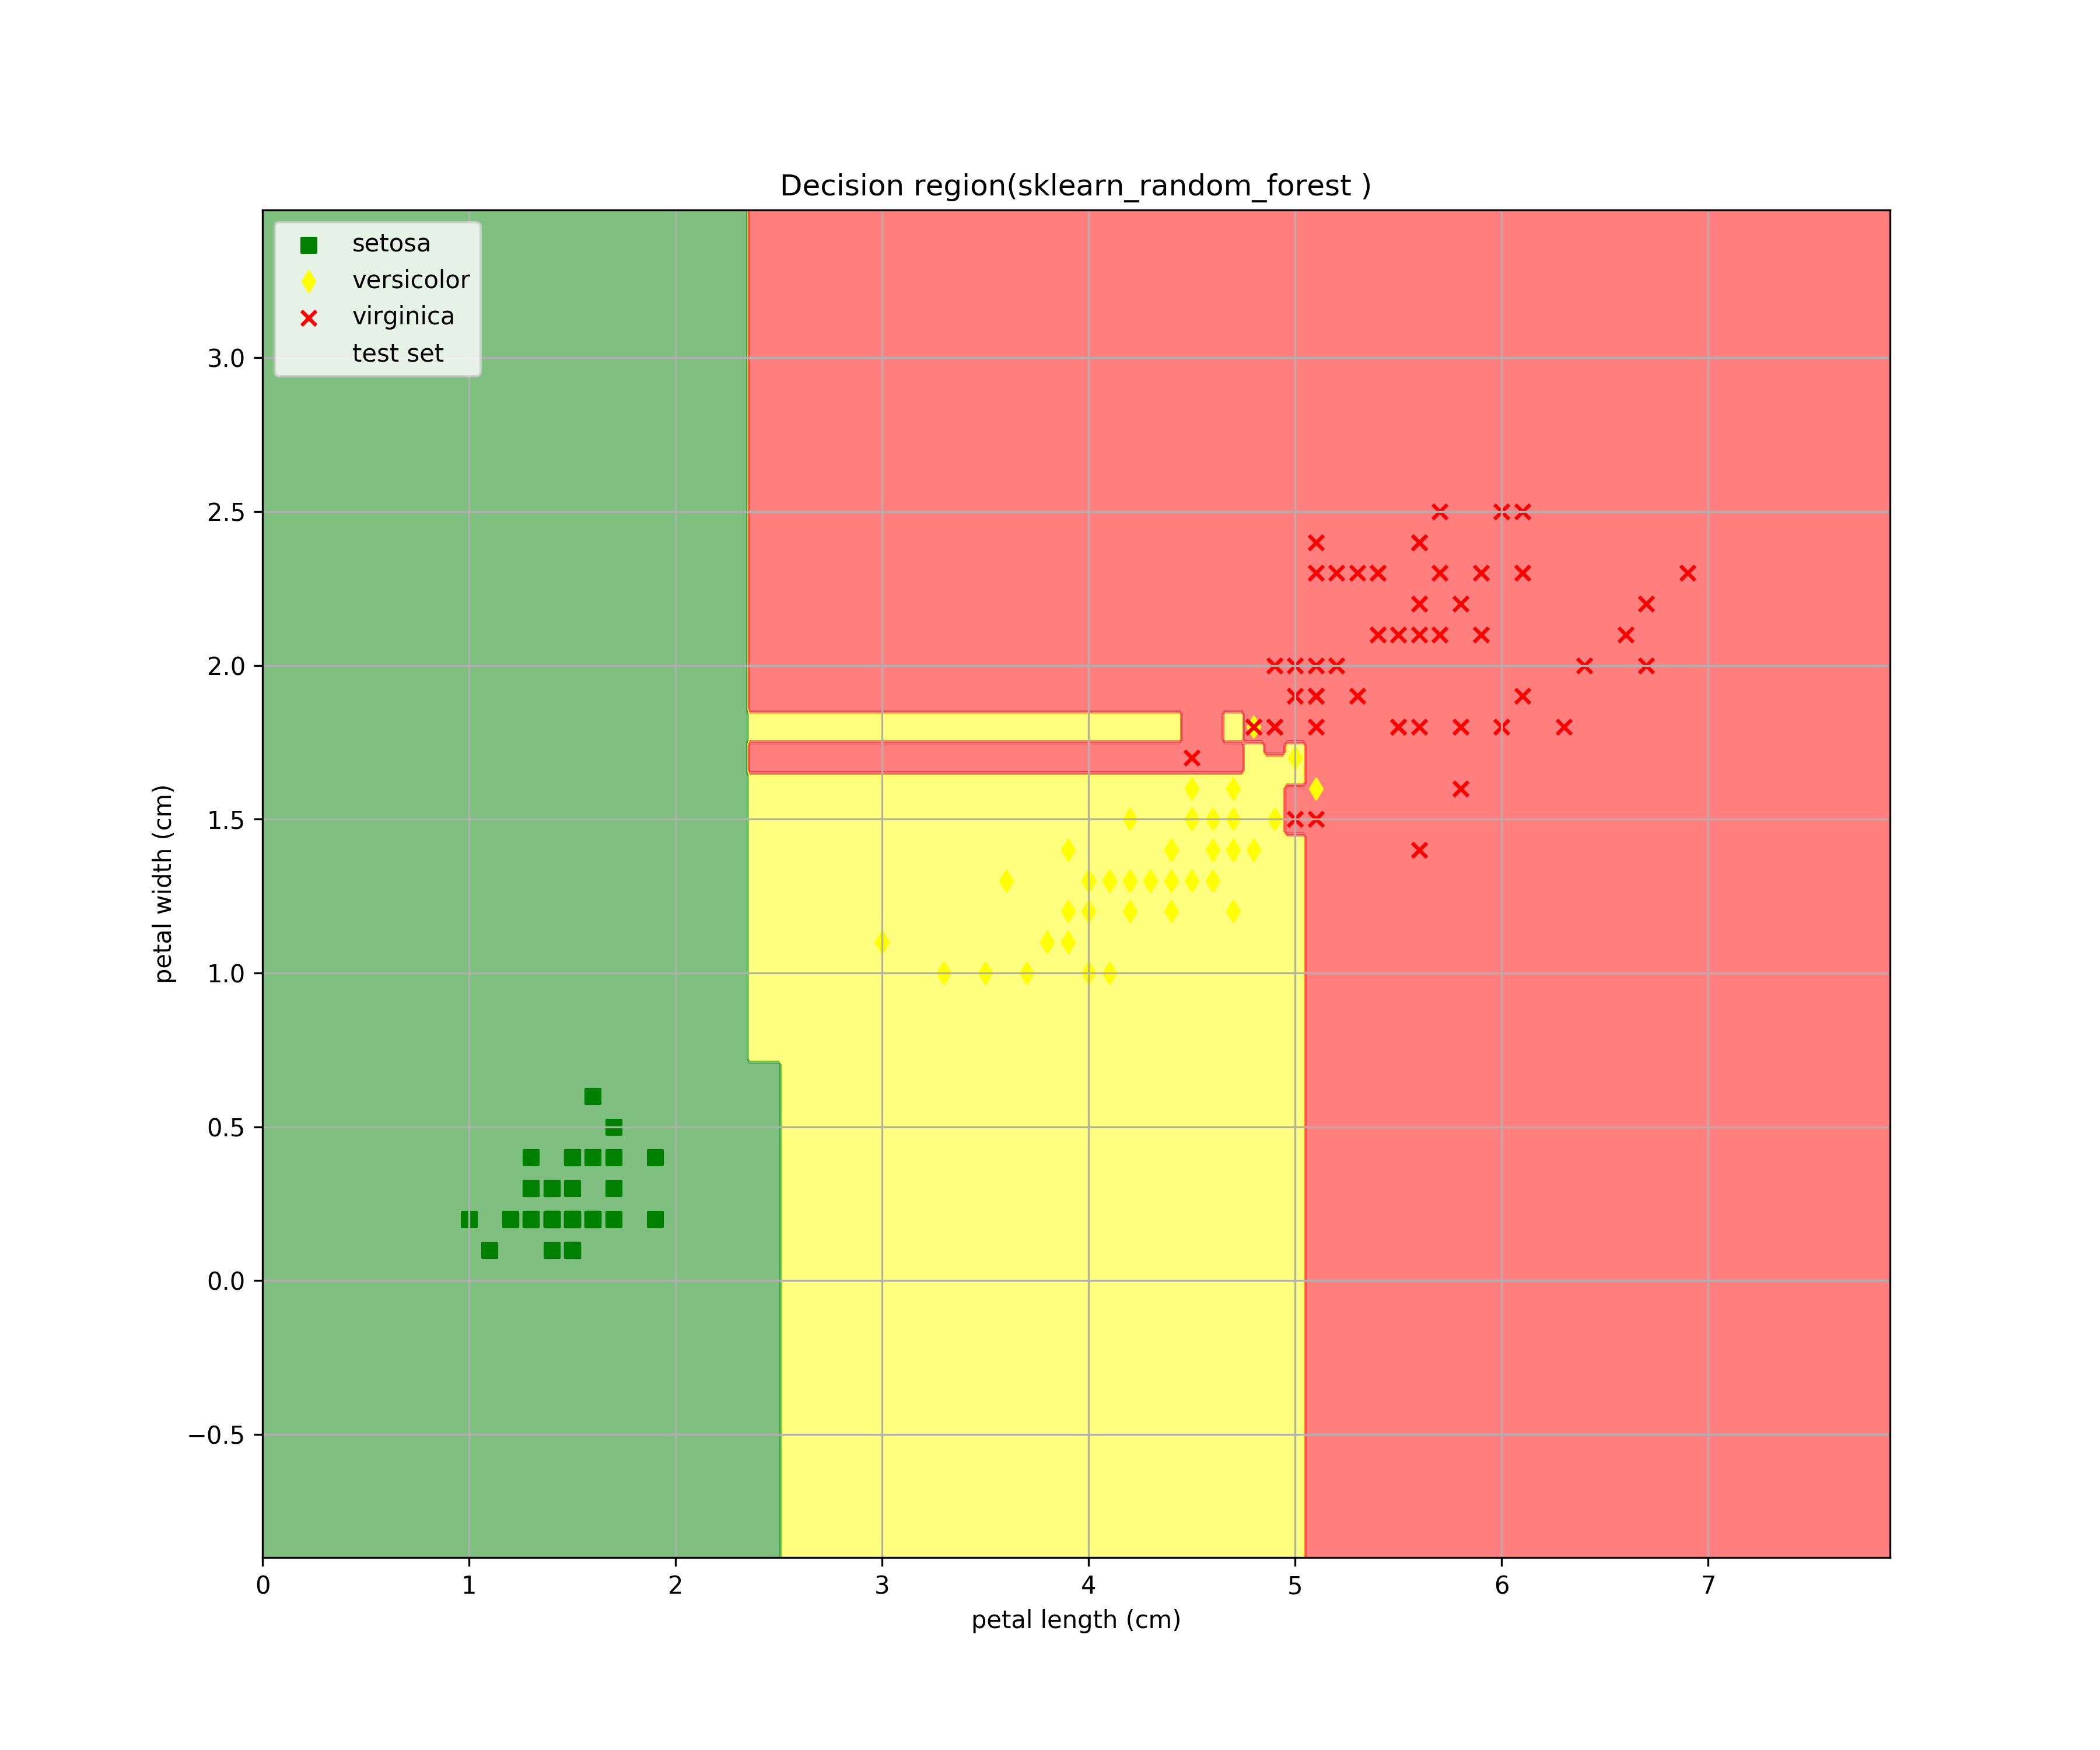 Decision region(sklearn_random_forest )
setosa
versicolor
virginica
test set
3.0
2.5
2.0
1.5
1.0
0.5
0.0
−0.5
petal width (cm)
0 1 2 3 4 5 6 7
petal length (cm)